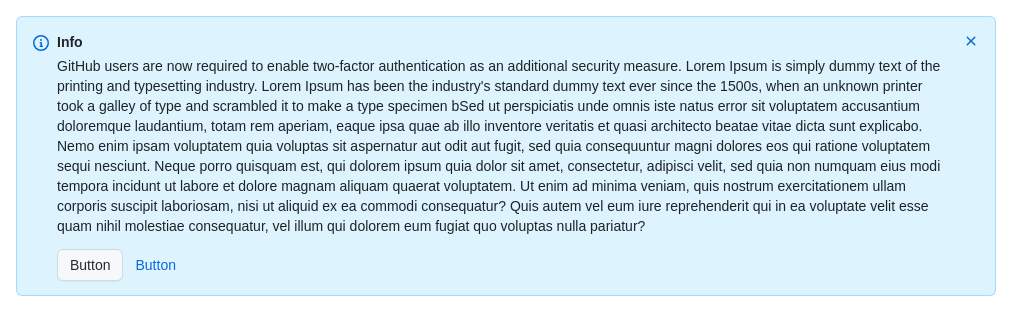 Info
GitHub users are now required to enable two-factor authentication as an additional security measure. Lorem Ipsum is simply dummy text of the
printing and typesetting industry. Lorem Ipsum has been the industry's standard dummy text ever since the 1500s, when an unknown printer
took a galley of type and scrambled it to make a type specimen bSed ut perspiciatis unde omnis iste natus error sit voluptatem accusantium
doloremque laudantium, totam rem aperiam, eaque ipsa quae ab illo inventore veritatis et quasi architecto beatae vitae dicta sunt explicabo.
Nemo enim ipsam voluptatem quia voluptas sit aspernatur aut odit aut fugit, sed quia consequuntur magni dolores eos qui ratione voluptatem
sequi nesciunt. Neque porro quisquam est, qui dolorem ipsum quia dolor sit amet, consectetur, adipisci velit, sed quia non numquam eius modi
tempora incidunt ut labore et dolore magnam aliquam quaerat voluptatem. Ut enim ad minima veniam, quis nostrum exercitationem ullam
corporis suscipit laboriosam, nisi ut aliquid ex ea commodi consequatur? Quis autem vel eum iure reprehenderit qui in ea voluptate velit esse
quam nihil molestiae consequatur, vel illum qui dolorem eum fugiat quo voluptas nulla pariatur?
Button Button